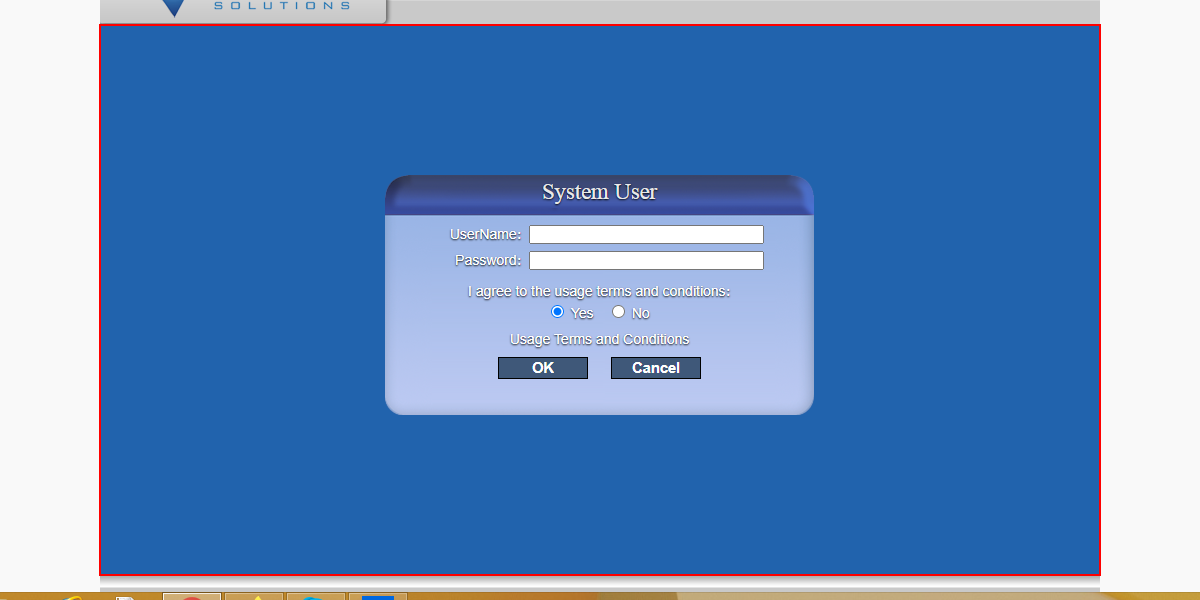 SOLUTIONS
System User
UserName:
Password:
I agree to the usage terms and conditions:
Yes No
Usage Terms and Conditions
OK Cancel